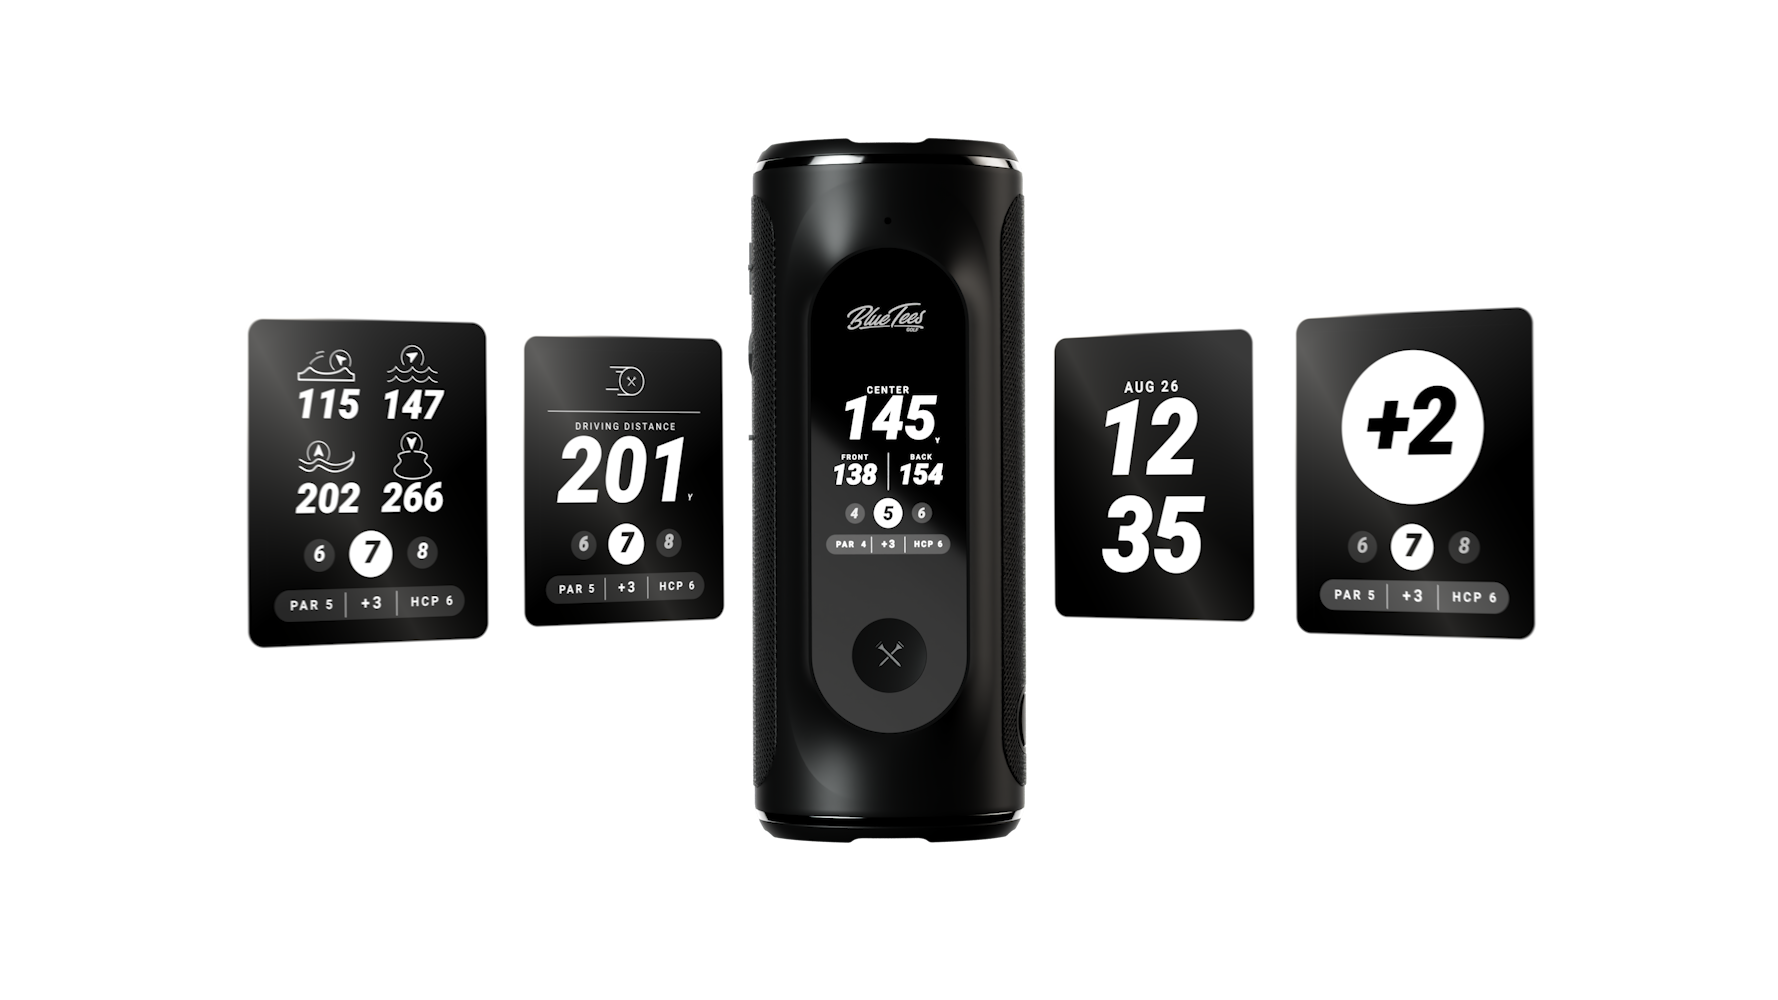 115 147
202 266
6 7 8
PAR 5 | +3 | HCP 6
DRIVING DISTANCE
201Y
6 7 8
PAR 5 | +3 | HCP 6
Blue Tees
GOLF
CENTER
145Y
FRONT BACK
138 | 154
4 5 6
PAR 4 | +3 | HCP 6
AUG 26
12
35
+2
6 7 8
PAR 5 | +3 | HCP 6